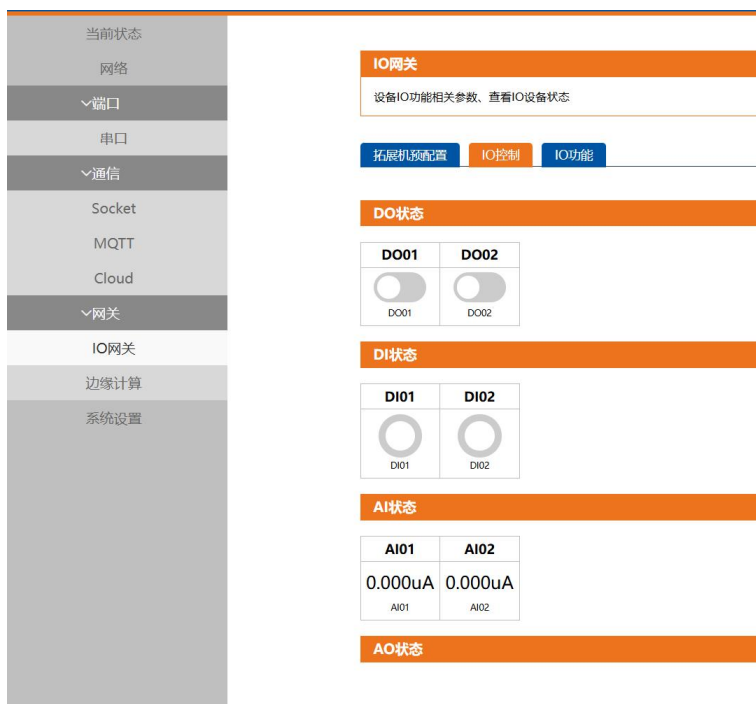 当前状态
网络
端口
串口
通信
Socket
MQTT
Cloud
网关
IO网关
边缘计算
系统设置
IO网关
设备IO功能相关参数、查看IO设备状态
拓展机预配置 IO控制 IO功能
DO状态
DO01 DO02
DO01 DO02
DI状态
DI01 DI02
DI01 DI02
AI状态
AI01 AI02
0.000uA 0.000uA
AI01 AI02
AO状态